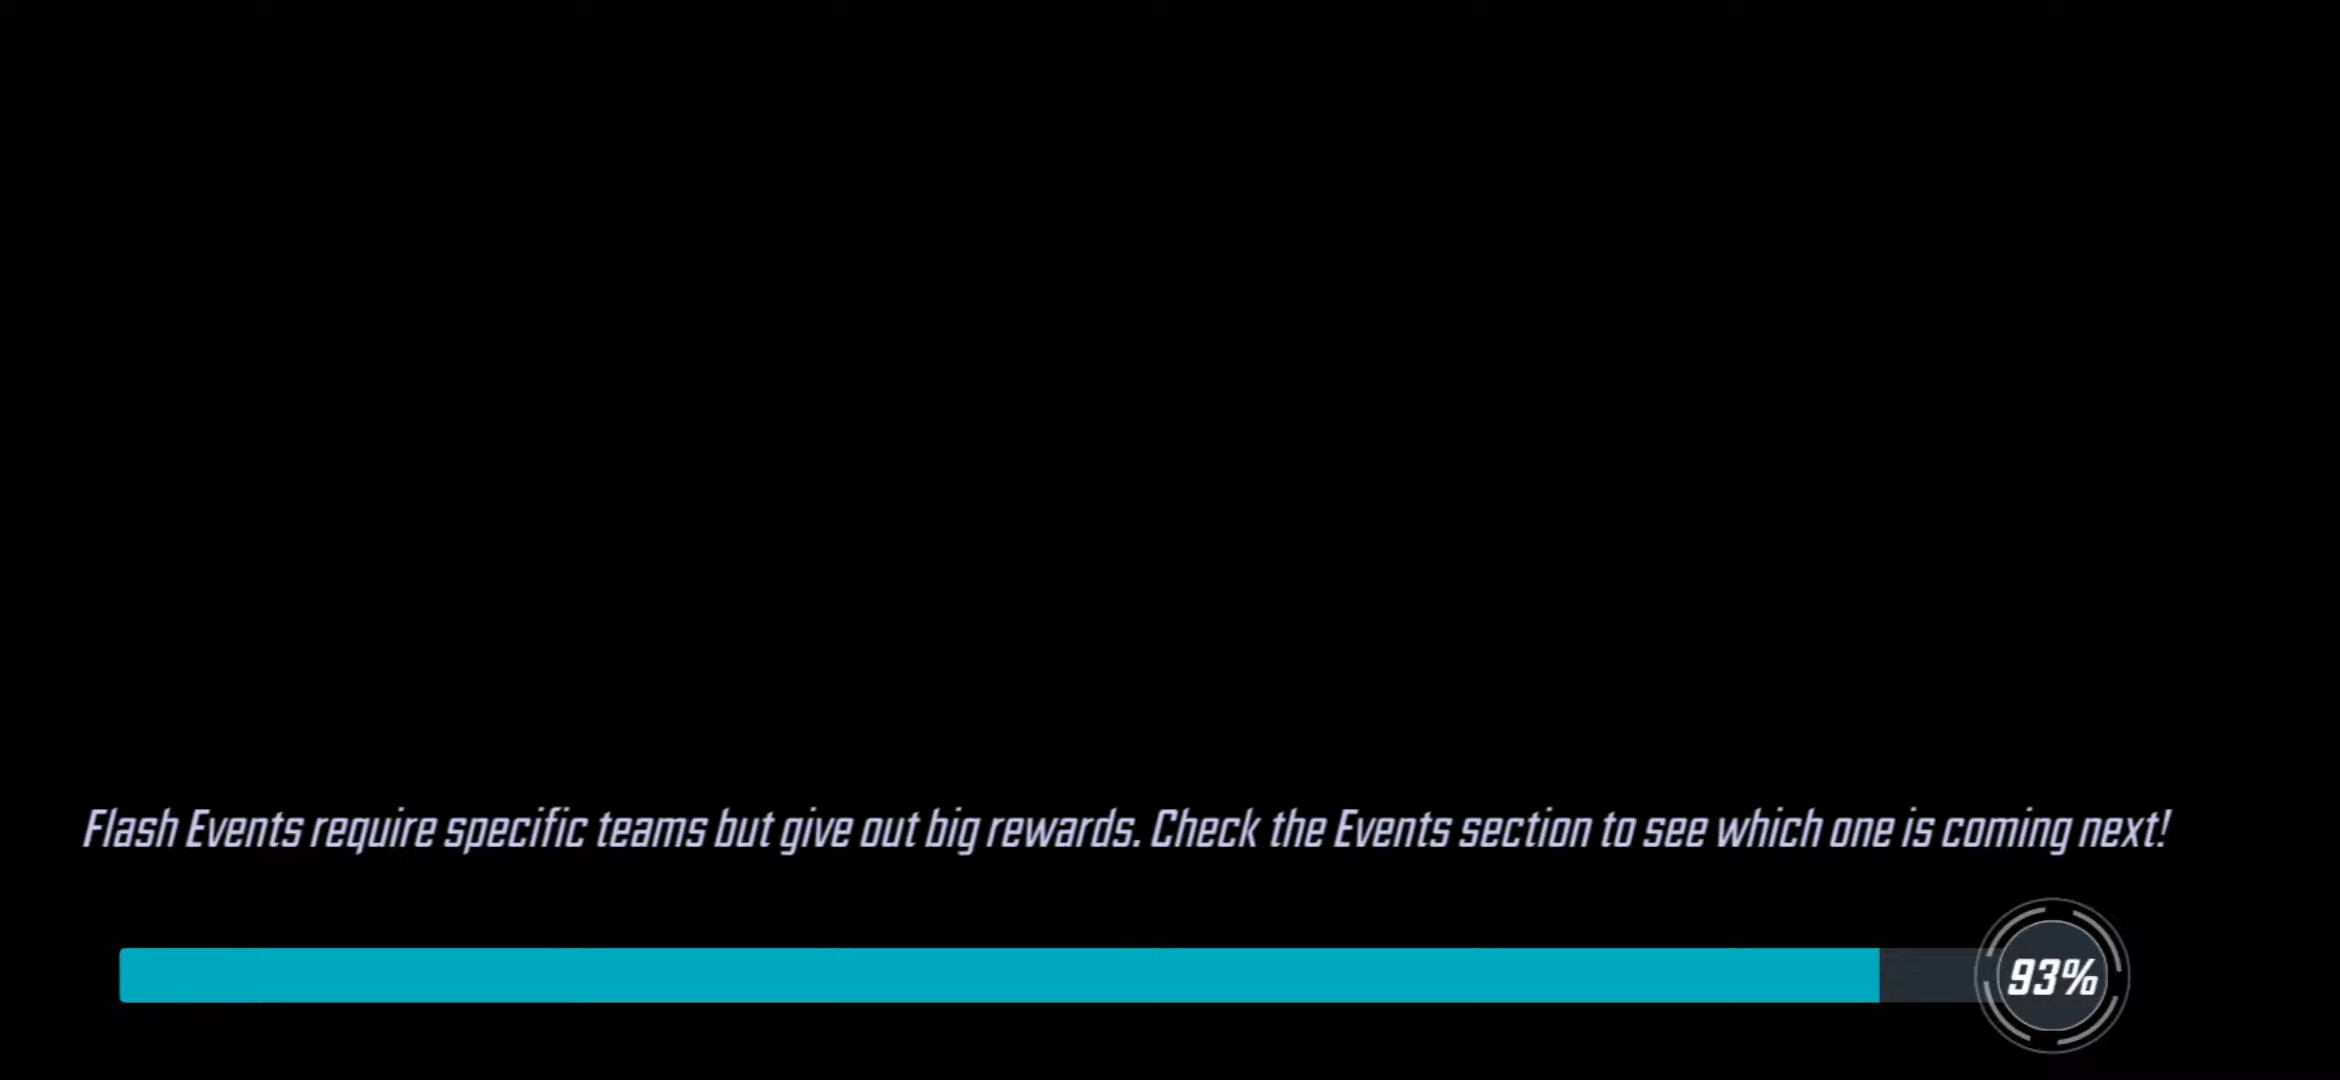 Flash Events require specific teams but give out big rewards. Check the Events section to see which one is coming next!
93%